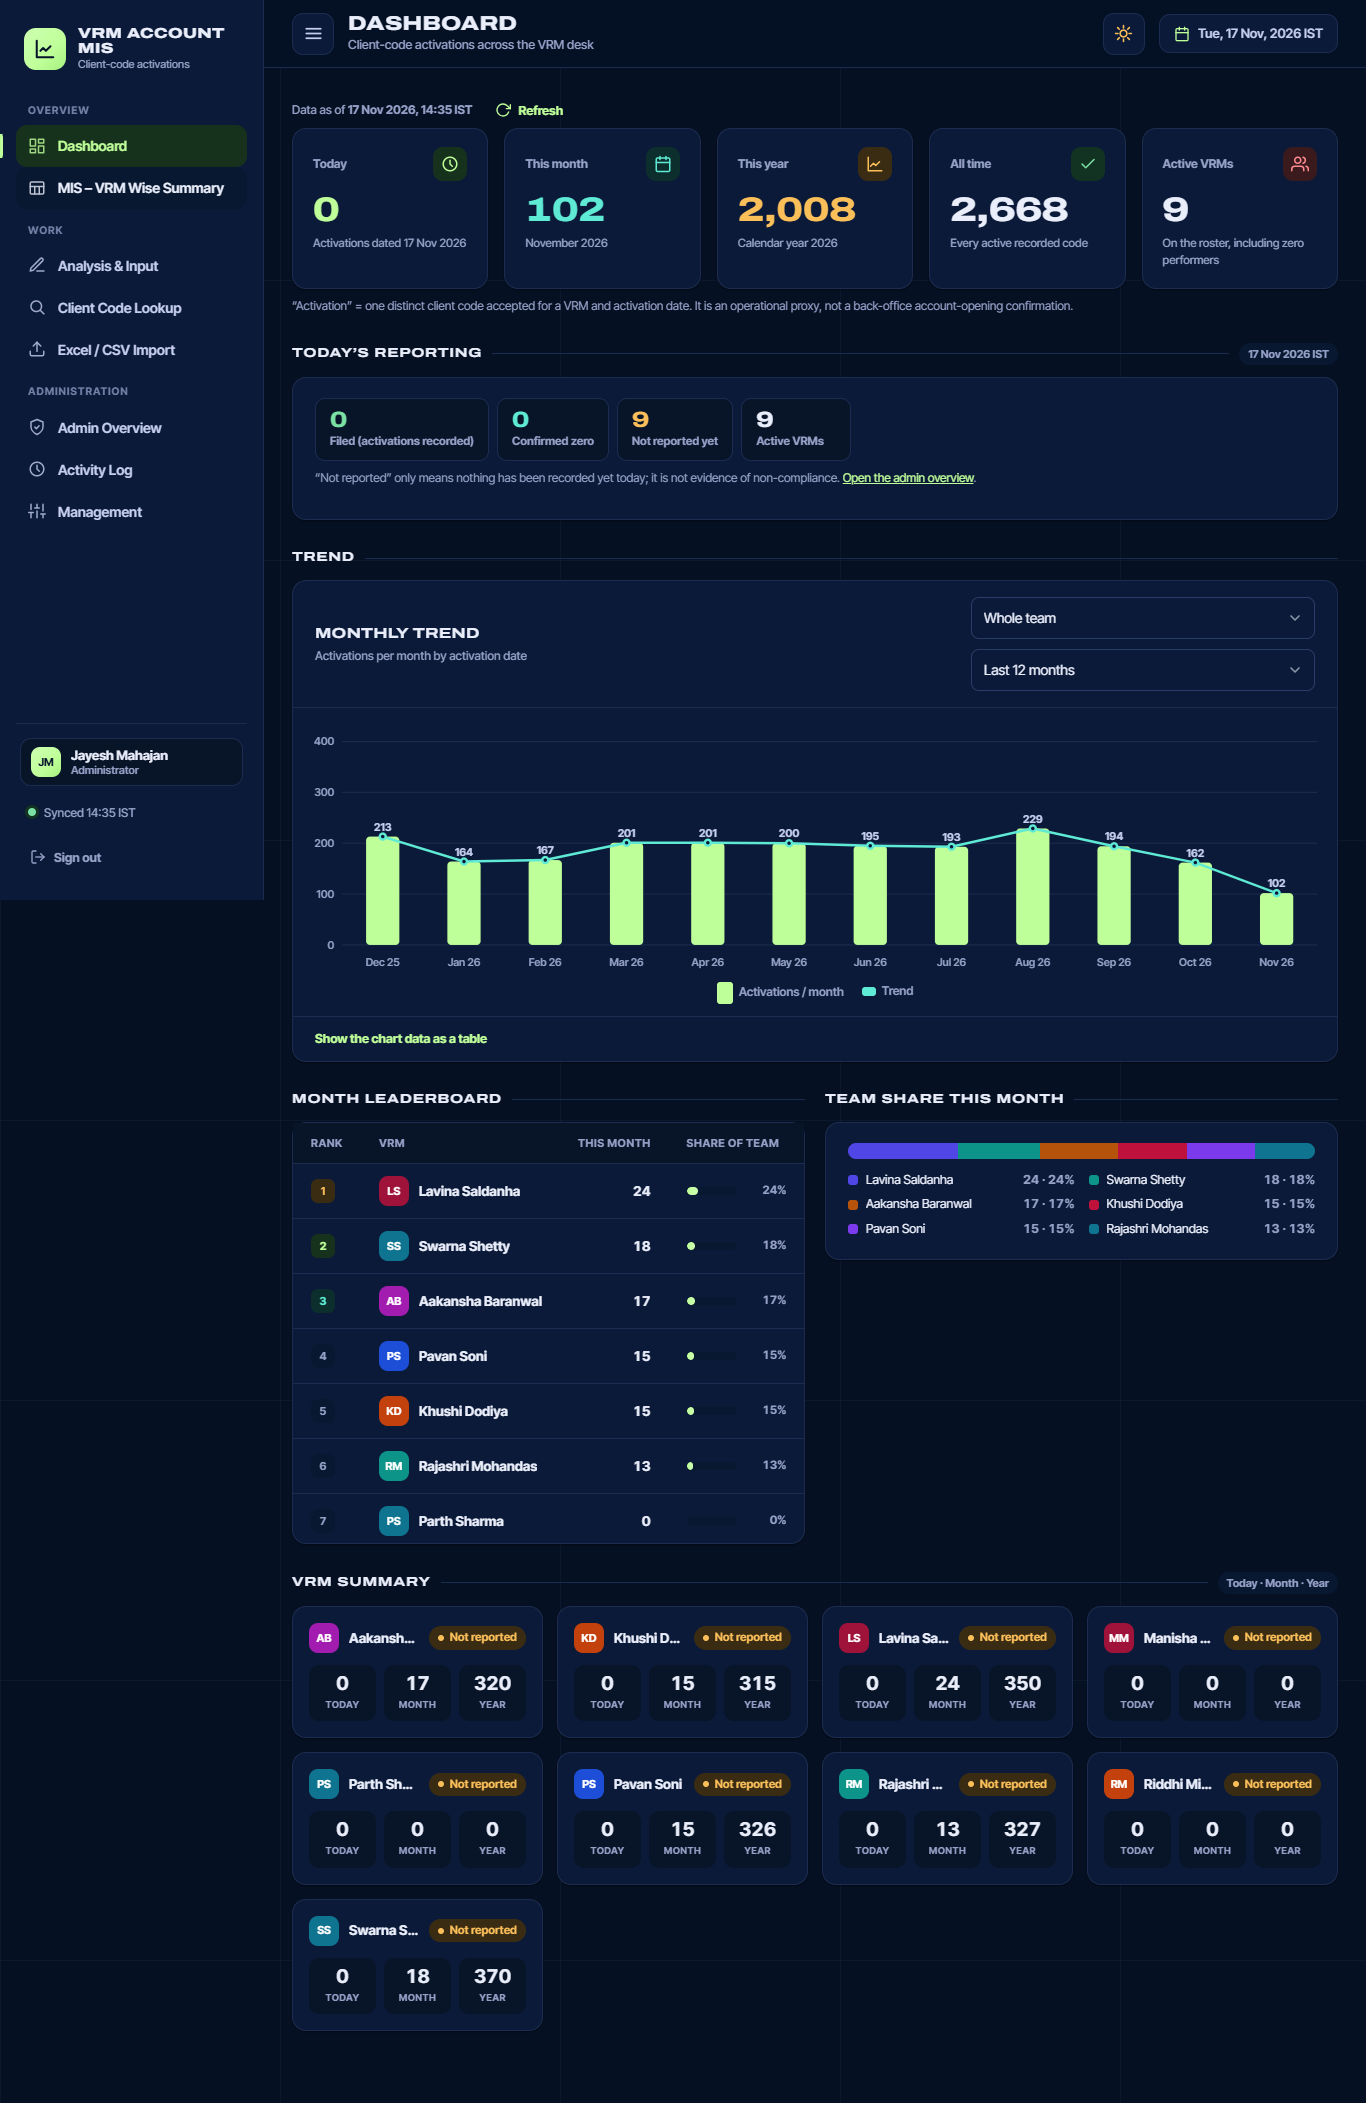 VRM ACCOUNT
MIS
Client-code activations
OVERVIEW
Dashboard
MIS – VRM Wise Summary
WORK
Analysis & Input
Client Code Lookup
Excel / CSV Import
ADMINISTRATION
Admin Overview
Activity Log
Management
JM
Jayesh Mahajan
Administrator
Synced 14:35 IST
Sign out
DASHBOARD
Client-code activations across the VRM desk
Tue, 17 Nov, 2026 IST
Data as of 17 Nov 2026, 14:35 IST
Refresh
Today
0
Activations dated 17 Nov 2026
This month
102
November 2026
This year
2,008
Calendar year 2026
All time
2,668
Every active recorded code
Active VRMs
9
On the roster, including zero
performers
“Activation” = one distinct client code accepted for a VRM and activation date. It is an operational proxy, not a back-office account-opening confirmation.
TODAY’S REPORTING
17 Nov 2026 IST
0
Filed (activations recorded)
0
Confirmed zero
9
Not reported yet
9
Active VRMs
“Not reported” only means nothing has been recorded yet today; it is not evidence of non-compliance. Open the admin overview.
TREND
MONTHLY TREND
Activations per month by activation date
Whole team
Last 12 months
400
300
200
100
0
213
164
167
201
201
200
195
193
229
194
162
102
Dec 25
Jan 26
Feb 26
Mar 26
Apr 26
May 26
Jun 26
Jul 26
Aug 26
Sep 26
Oct 26
Nov 26
Activations / month
Trend
Show the chart data as a table
MONTH LEADERBOARD
RANK VRM THIS MONTH SHARE OF TEAM
1 LS Lavina Saldanha 24 24%
2 SS Swarna Shetty 18 18%
3 AB Aakansha Baranwal 17 17%
4 PS Pavan Soni 15 15%
5 KD Khushi Dodiya 15 15%
6 RM Rajashri Mohandas 13 13%
7 PS Parth Sharma 0 0%
TEAM SHARE THIS MONTH
Lavina Saldanha 24 · 24%
Swarna Shetty 18 · 18%
Aakansha Baranwal 17 · 17%
Khushi Dodiya 15 · 15%
Pavan Soni 15 · 15%
Rajashri Mohandas 13 · 13%
VRM SUMMARY
Today · Month · Year
AB Aakansh... Not reported
0 17 320
TODAY MONTH YEAR
KD Khushi D... Not reported
0 15 315
TODAY MONTH YEAR
LS Lavina Sa... Not reported
0 24 350
TODAY MONTH YEAR
MM Manisha ... Not reported
0 0 0
TODAY MONTH YEAR
PS Parth Sh... Not reported
0 0 0
TODAY MONTH YEAR
PS Pavan Soni Not reported
0 15 326
TODAY MONTH YEAR
RM Rajashri ... Not reported
0 13 327
TODAY MONTH YEAR
RM Riddhi Mi... Not reported
0 0 0
TODAY MONTH YEAR
SS Swarna S... Not reported
0 18 370
TODAY MONTH YEAR